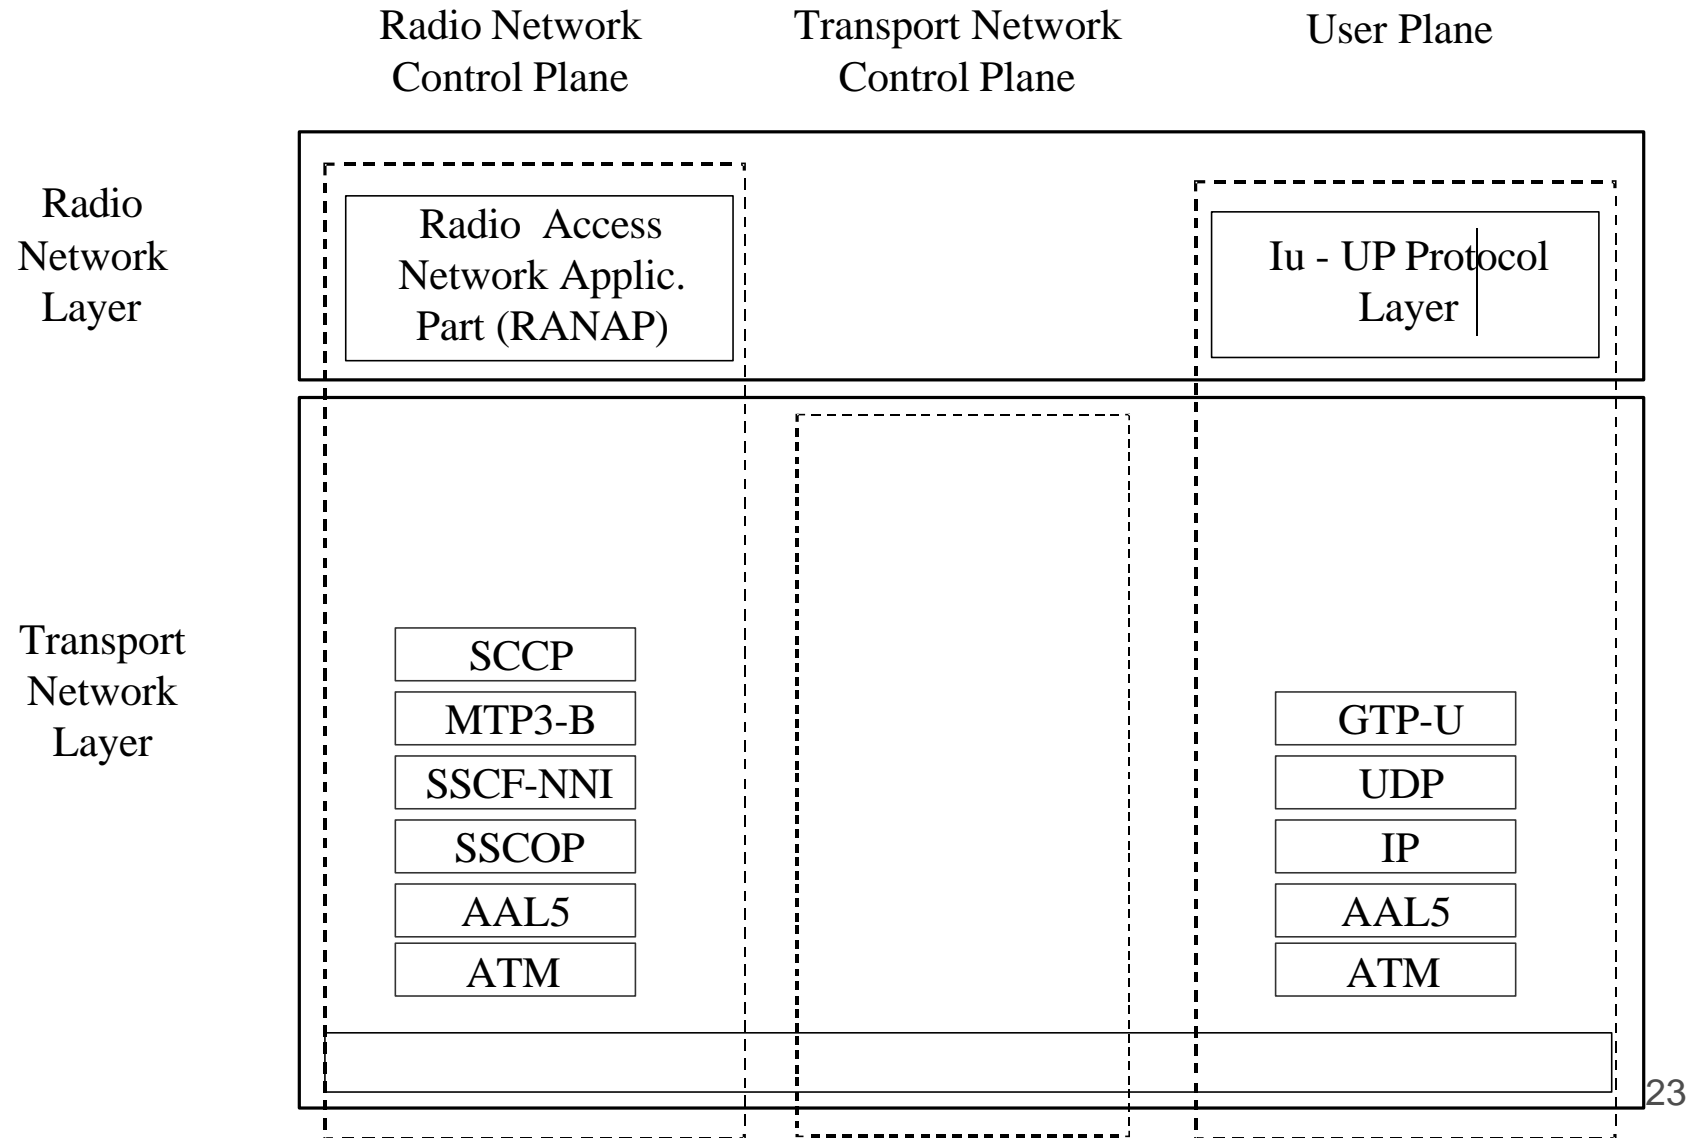 Radio Network
Control Plane
Transport Network
Control Plane
User Plane
Radio
Network
Layer
Radio Access
Network Applic.
Part (RANAP)
Iu - UP Protocol
Layer
Transport
Network
Layer
SCCP
MTP3-B
SSCF-NNI
SSCOP
AAL5
ATM
GTP-U
UDP
IP
AAL5
ATM
23